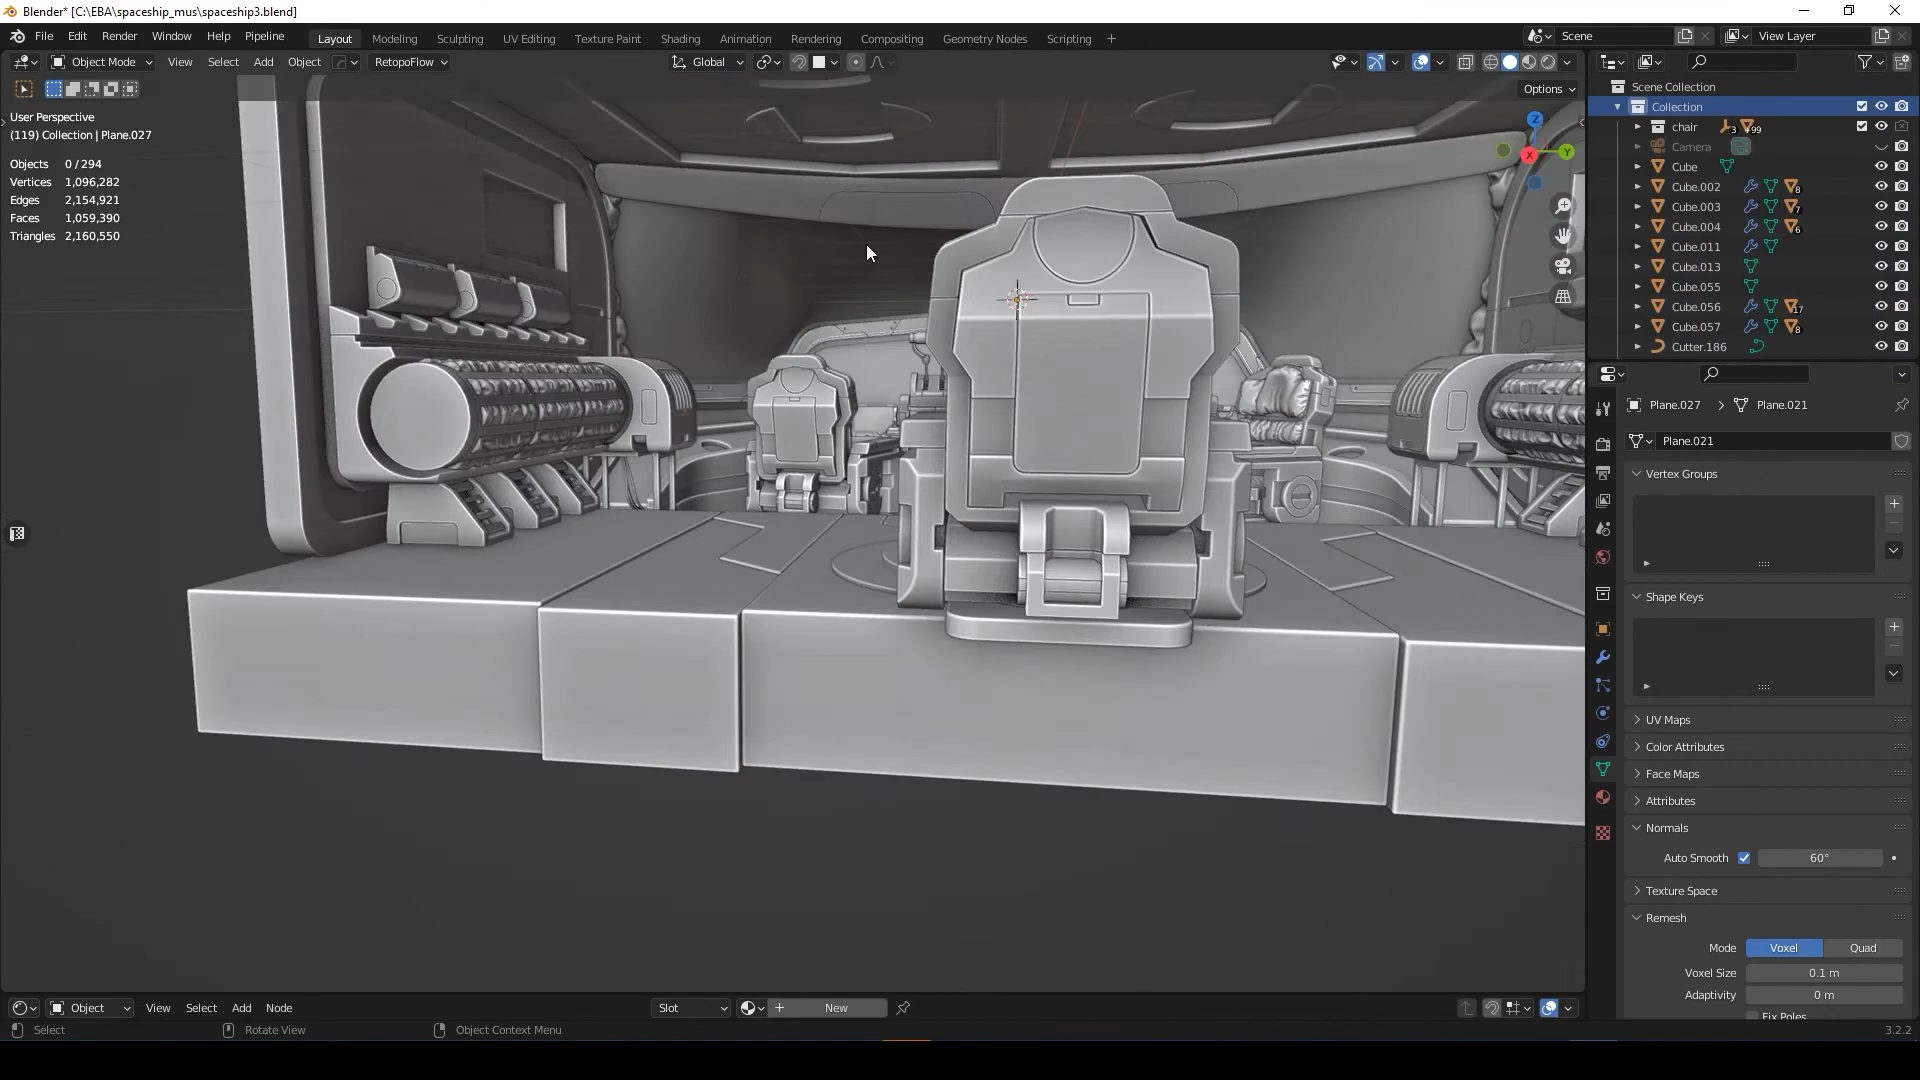 Blender* [C:\EBA\spaceship_mus\spaceship3.blend]
File Edit Render Window Help Pipeline Layout Modeling Sculpting UV Editing Texture Paint Shading Animation Rendering Compositing Geometry Nodes Scripting + Scene View Layer
Object Mode View Select Add Object RetopoFlow Global
Options
User Perspective
(119) Collection | Plane.027
Objects 0 / 294
Vertices 1,096,282
Edges 2,154,921
Faces 1,059,390
Triangles 2,160,550
Z
X
Y
Scene Collection
Collection
chair 3 +99
Camera
Cube
Cube.002 8
Cube.003 7
Cube.004 6
Cube.011
Cube.013
Cube.055
Cube.056 17
Cube.057 8
Cutter.186
Plane.027 > Plane.021
Plane.021
Vertex Groups
Shape Keys
UV Maps
Color Attributes
Face Maps
Attributes
Normals
Auto Smooth 60°
Texture Space
Remesh
Mode Voxel Quad
Voxel Size 0.1 m
Adaptivity 0 m
Fix Poles
Object View Select Add Node Slot New
Select Rotate View Object Context Menu 3.2.2